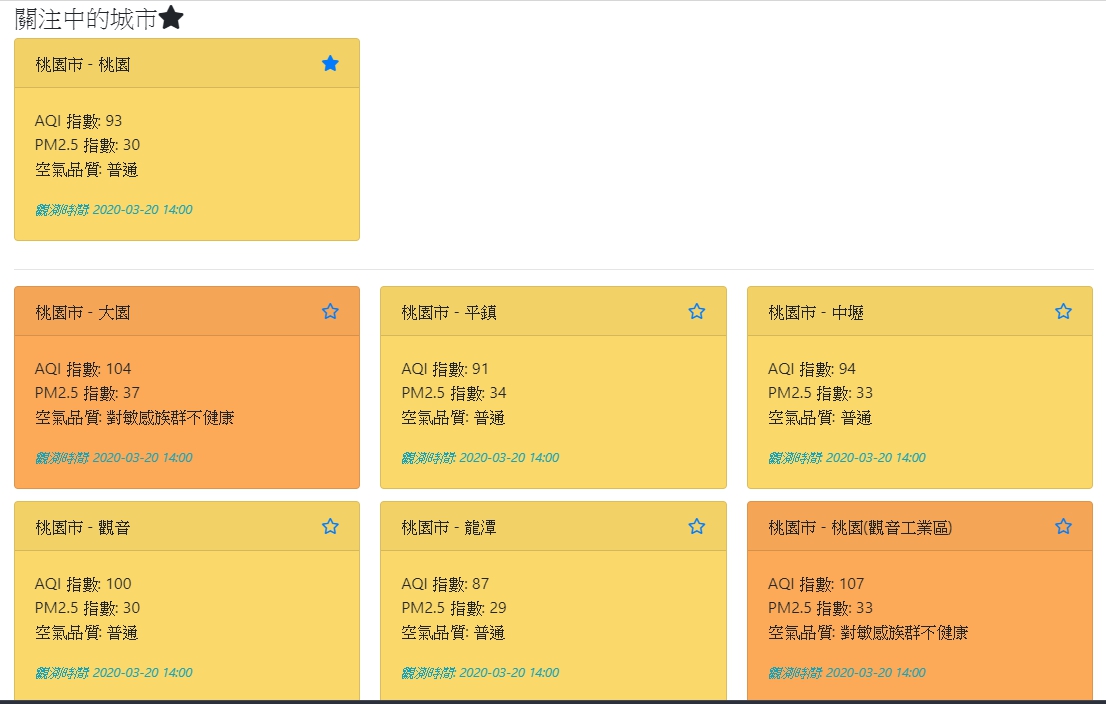 關注中的城市
桃園市 - 桃園
AQI 指數: 93
PM2.5 指數: 30
空氣品質: 普通
觀測時間: 2020-03-20 14:00
桃園市 - 大園
AQI 指數: 104
PM2.5 指數: 37
空氣品質: 對敏感族群不健康
觀測時間: 2020-03-20 14:00
桃園市 - 平鎮
AQI 指數: 91
PM2.5 指數: 34
空氣品質: 普通
觀測時間: 2020-03-20 14:00
桃園市 - 中壢
AQI 指數: 94
PM2.5 指數: 33
空氣品質: 普通
觀測時間: 2020-03-20 14:00
桃園市 - 觀音
AQI 指數: 100
PM2.5 指數: 30
空氣品質: 普通
觀測時間: 2020-03-20 14:00
桃園市 - 龍潭
AQI 指數: 87
PM2.5 指數: 29
空氣品質: 普通
觀測時間: 2020-03-20 14:00
桃園市 - 桃園(觀音工業區)
AQI 指數: 107
PM2.5 指數: 33
空氣品質: 對敏感族群不健康
觀測時間: 2020-03-20 14:00